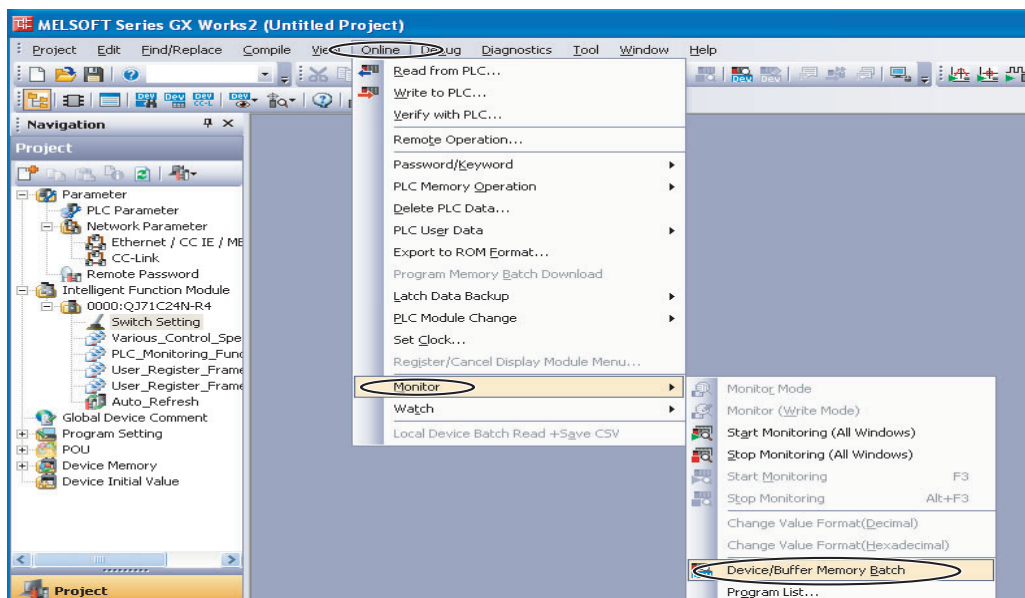 MELSOFT Series GX Works2 (Untitled Project)
Project Edit Find/Replace Compile View Online Debug Diagnostics Tool Window Help
Navigation
Project
Parameter
PLC Parameter
Network Parameter
Ethernet / CC IE / ME
CC-Link
Remote Password
Intelligent Function Module
0000:QJ71C24N-R4
Switch Setting
Various_Control_Spe
PLC_Monitoring_Func
User_Register_Frame
User_Register_Frame
Auto_Refresh
Global Device Comment
Program Setting
POU
Device Memory
Device Initial Value
Project
Read from PLC...
Write to PLC...
Verify with PLC...
Remote Operation...
Password/Keyword
PLC Memory Operation
Delete PLC Data...
PLC User Data
Export to ROM Format...
Program Memory Batch Download
Latch Data Backup
PLC Module Change
Set Clock...
Register/Cancel Display Module Menu...
Monitor
Watch
Local Device Batch Read +Save CSV
Monitor Mode
Monitor (Write Mode)
Start Monitoring (All Windows)
Stop Monitoring (All Windows)
Start Monitoring F3
Stop Monitoring Alt+F3
Change Value Format(Decimal)
Change Value Format(Hexadecimal)
Device/Buffer Memory Batch
Program List...